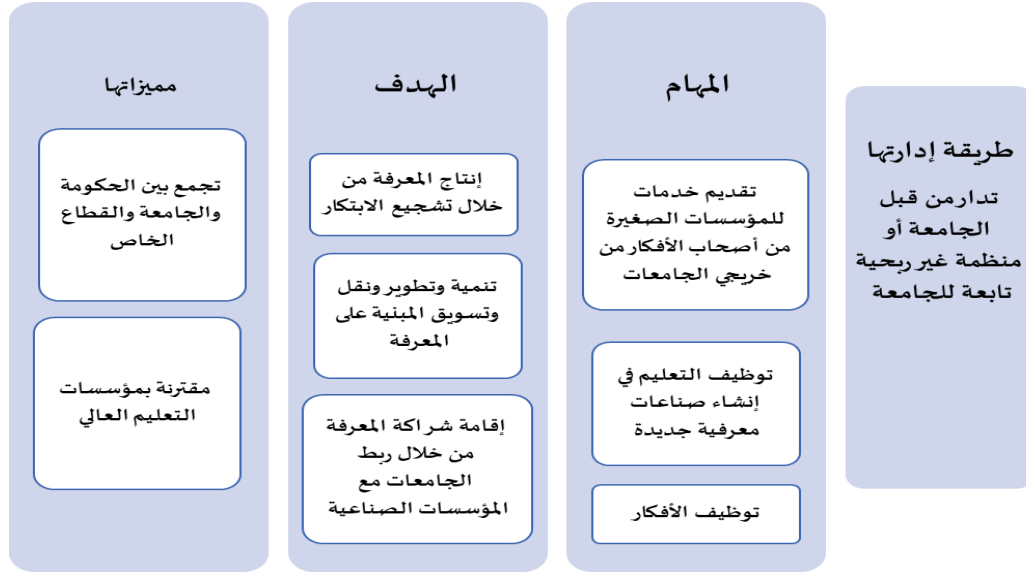 طريقة إدارتها
تدار من قبل
الجامعة أو
منظمة غير ربحية
تابعة للجامعة
المهام
تقديم خدمات
للمؤسسات الصغيرة
من أصحاب الأفكار من
خريجي الجامعات
توظيف التعليم في
إنشاء صناعات
معرفية جديدة
توظيف الأفكار
الهدف
إنتاج المعرفة من
خلال تشجيع الابتكار
تنمية وتطوير ونقل
وتسويق المبنية على
المعرفة
إقامة شراكة المعرفة
من خلال ربط
الجامعات مع
المؤسسات الصناعية
مميزاتها
تجمع بين الحكومة
والجامعة والقطاع
الخاص
مقترنة بمؤسسات
التعليم العالي